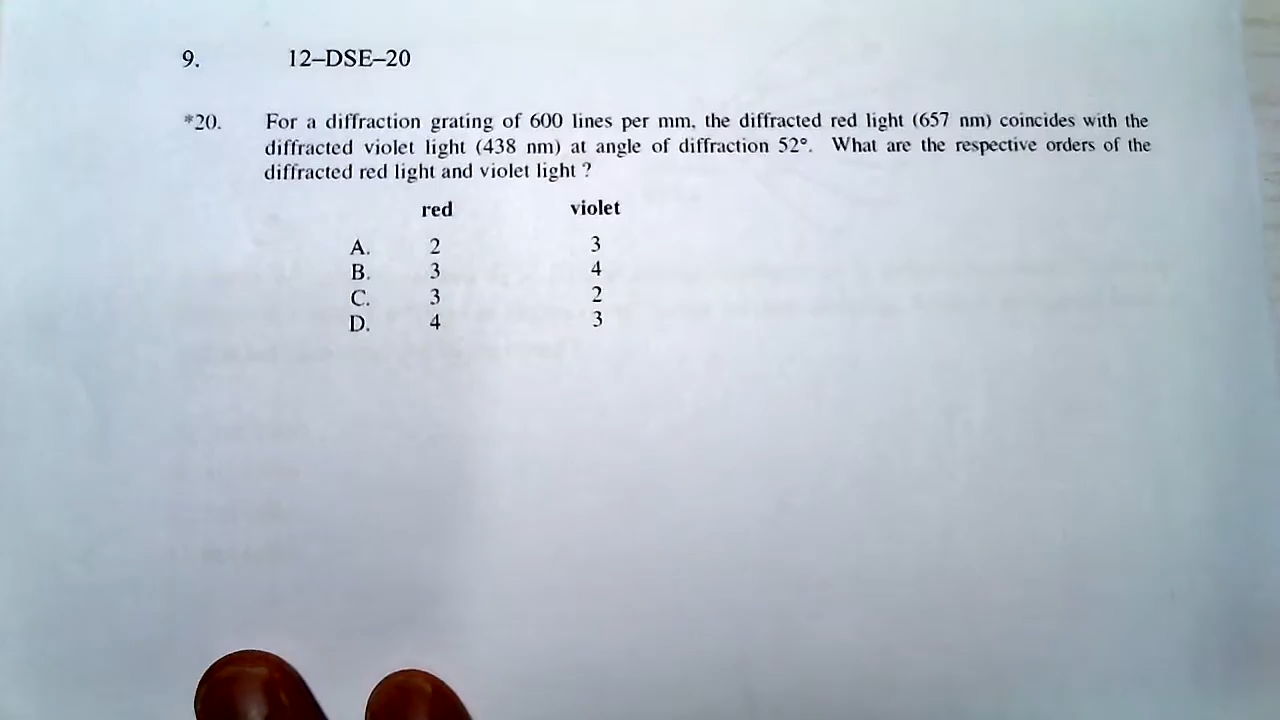 9. 12–DSE–20
*20. For a diffraction grating of 600 lines per mm, the diffracted red light (657 nm) coincides with the
diffracted violet light (438 nm) at angle of diffraction 52°. What are the respective orders of the
diffracted red light and violet light ?
red violet
A. 2 3
B. 3 4
C. 3 2
D. 4 3